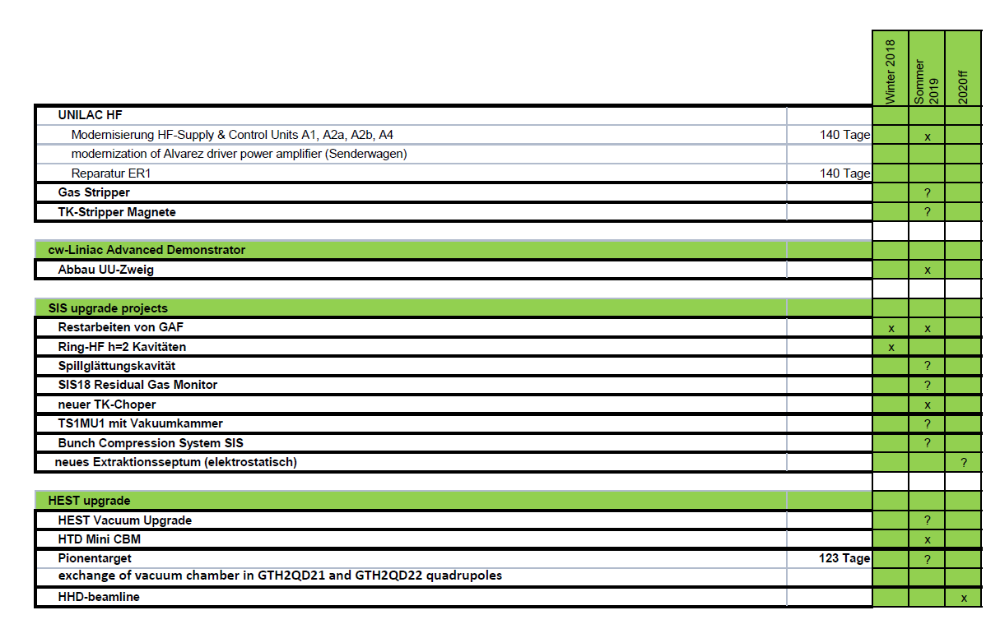 Winter 2018
Sommer
2019
2020ff
UNILAC HF
Modernisierung HF-Supply & Control Units A1, A2a, A2b, A4 140 Tage x
modernization of Alvarez driver power amplifier (Senderwagen)
Reparatur ER1 140 Tage
Gas Stripper ?
TK-Stripper Magnete ?
cw-Liniac Advanced Demonstrator
Abbau UU-Zweig x
SIS upgrade projects
Restarbeiten von GAF x x
Ring-HF h=2 Kavitäten x
Spillglättungskavität ?
SIS18 Residual Gas Monitor ?
neuer TK-Choper x
TS1MU1 mit Vakuumkammer ?
Bunch Compression System SIS ?
neues Extraktionsseptum (elektrostatisch) ?
HEST upgrade
HEST Vacuum Upgrade ?
HTD Mini CBM x
Pionentarget 123 Tage ?
exchange of vacuum chamber in GTH2QD21 and GTH2QD22 quadrupoles
HHD-beamline x